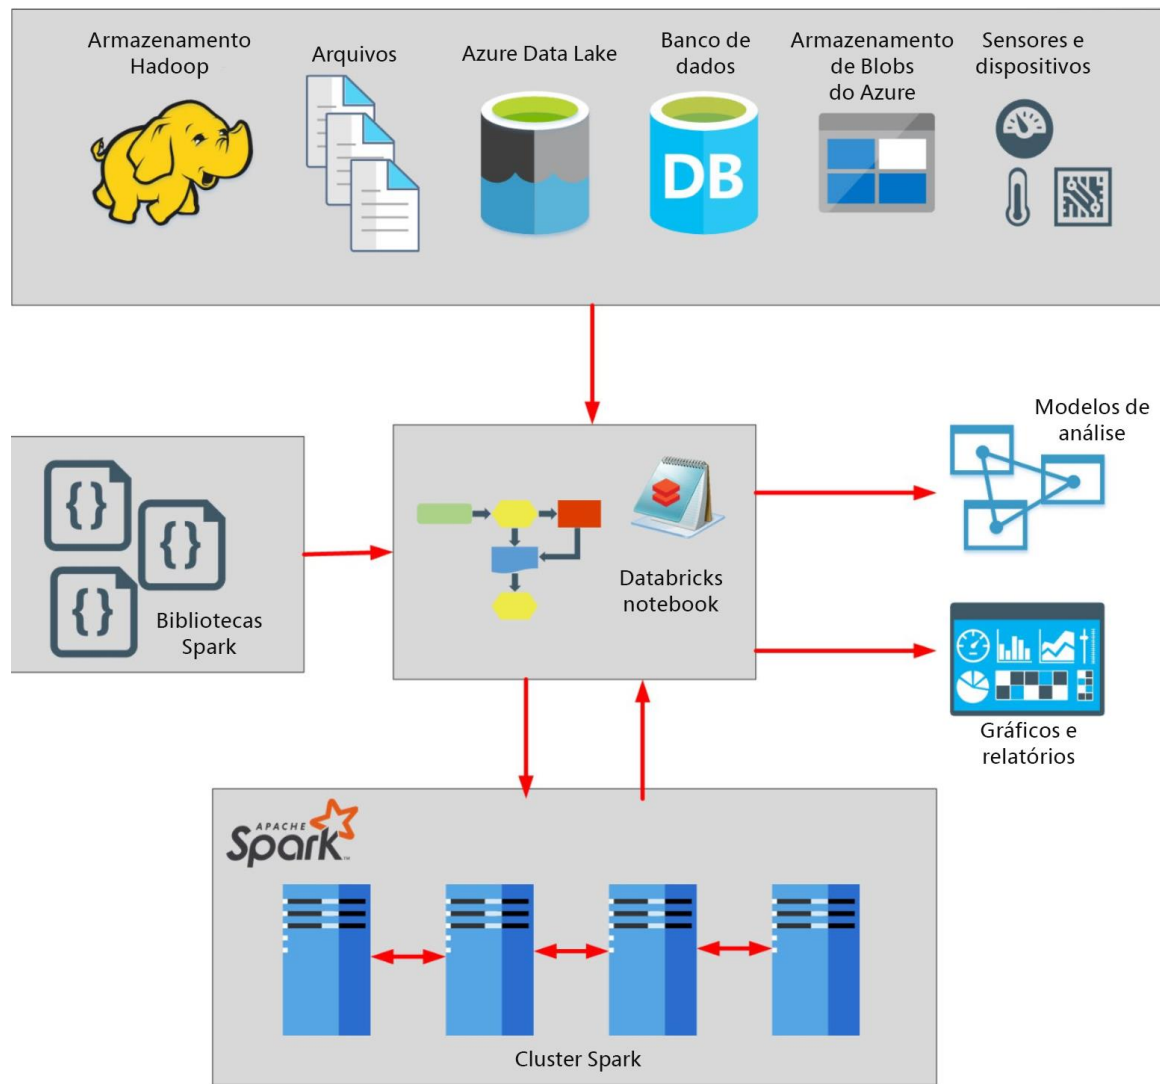 Armazenamento
Hadoop
Arquivos
Azure Data Lake
Banco de
dados
Armazenamento
de Blobs
do Azure
Sensores e
dispositivos
DB
Modelos de
análise
{ }
{ }
{ }
Bibliotecas
Spark
Databricks
notebook
Gráficos e
relatórios
APACHE
Spark™
Cluster Spark